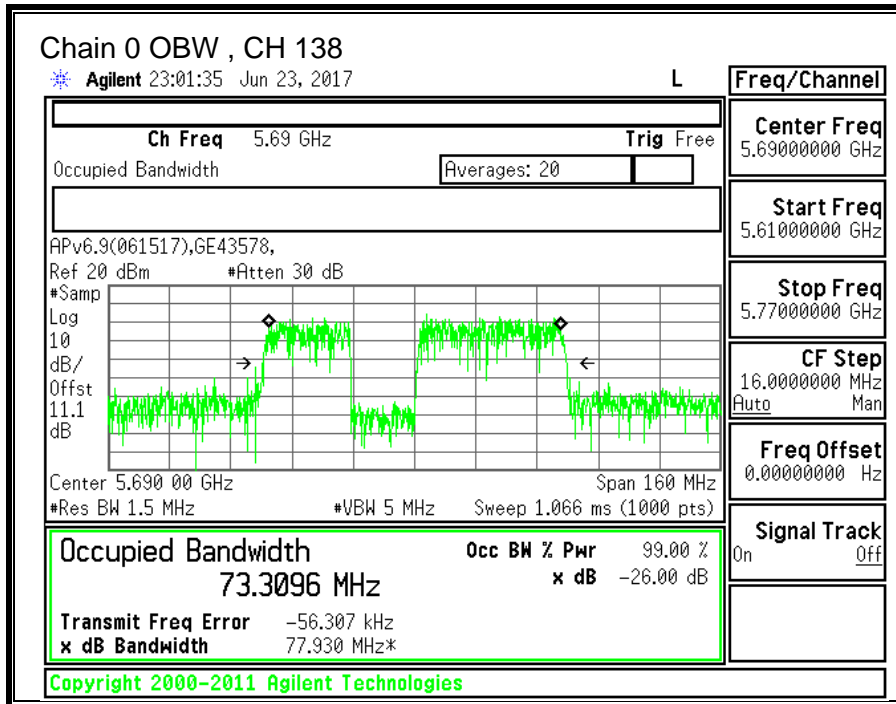 Chain 0 OBW , CH 138
Agilent 23:01:35 Jun 23, 2017 L
Freq/Channel
Ch Freq 5.69 GHz Trig Free
Occupied Bandwidth Averages: 20
APv6.9(061517),GE43578,
Ref 20 dBm #Atten 30 dB
#Samp
Log
10
dB/
Offst
11.1
dB
Center 5.690 00 GHz Span 160 MHz
#Res BW 1.5 MHz #VBW 5 MHz Sweep 1.066 ms (1000 pts)
Occupied Bandwidth Occ BW % Pwr 99.00 %
73.3096 MHz x dB -26.00 dB
Transmit Freq Error -56.307 kHz
x dB Bandwidth 77.930 MHz*
Center Freq
5.69000000 GHz
Start Freq
5.61000000 GHz
Stop Freq
5.77000000 GHz
CF Step
16.0000000 MHz
Auto Man
Freq Offset
0.00000000 Hz
Signal Track
On Off
Copyright 2000-2011 Agilent Technologies